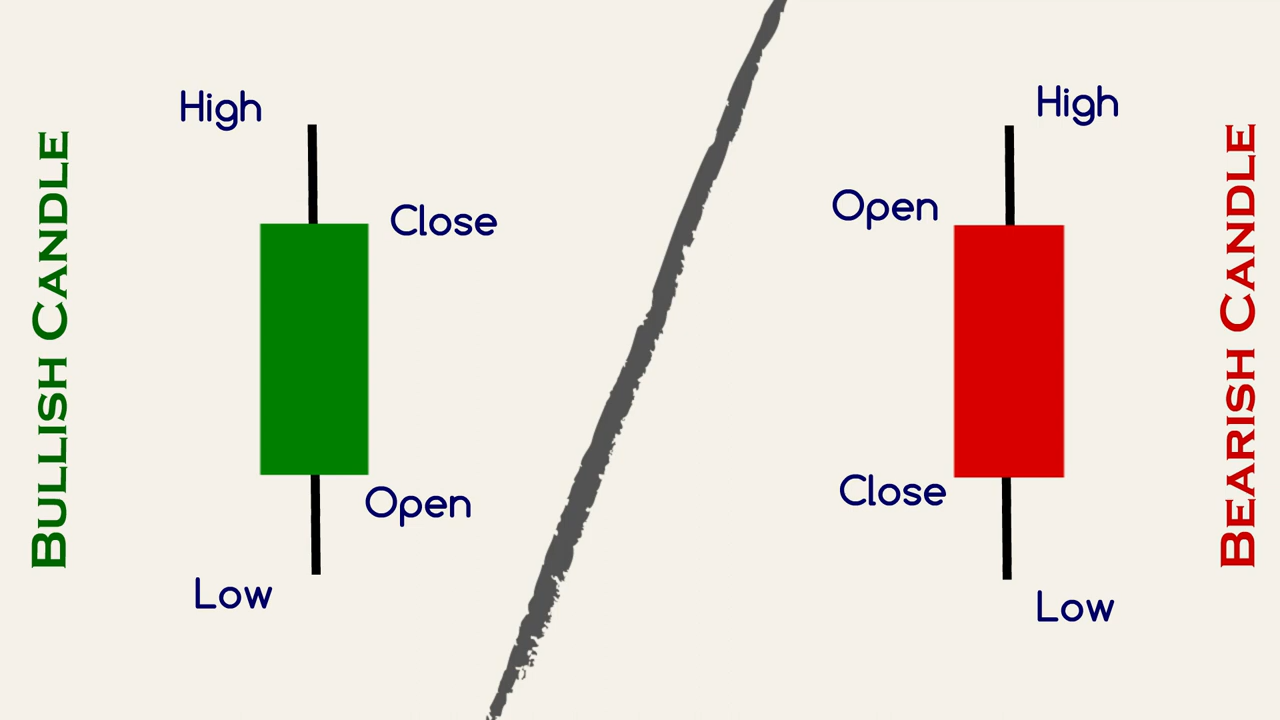 BULLISH CANDLE
High
Close
Open
Low
High
Open
Close
Low
BEARISH CANDLE